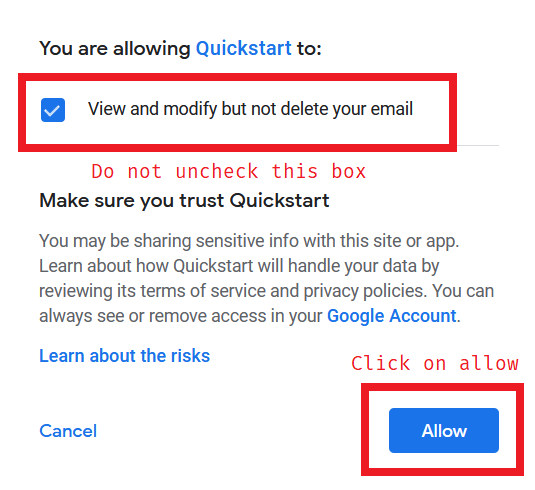 You are allowing Quickstart to:
View and modify but not delete your email
Do not uncheck this box
Make sure you trust Quickstart
You may be sharing sensitive info with this site or app.
Learn about how Quickstart will handle your data by
reviewing its terms of service and privacy policies. You can
always see or remove access in your Google Account.
Learn about the risks
Click on allow
Cancel
Allow